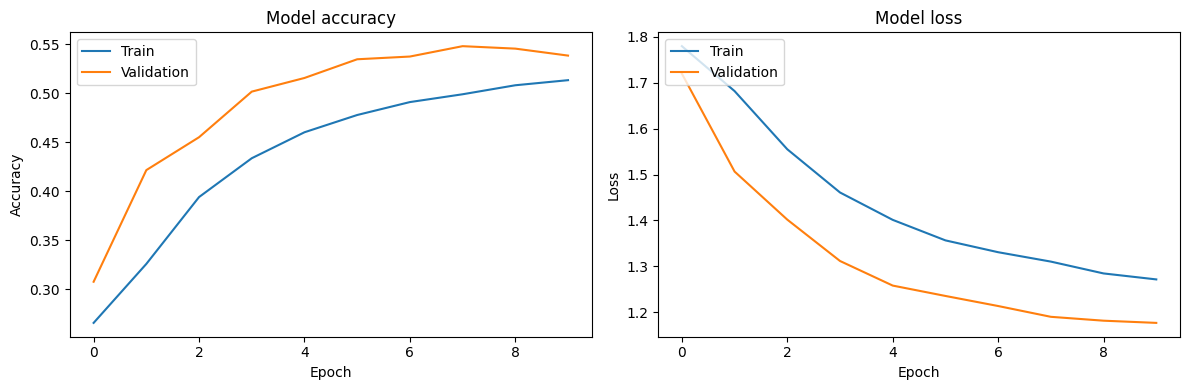 Model accuracy
Train
Validation
0.55
0.50
0.45
0.40
0.35
0.30
Accuracy
0 2 4 6 8
Epoch
Model loss
Train
Validation
1.8
1.7
1.6
1.5
1.4
1.3
1.2
Loss
0 2 4 6 8
Epoch